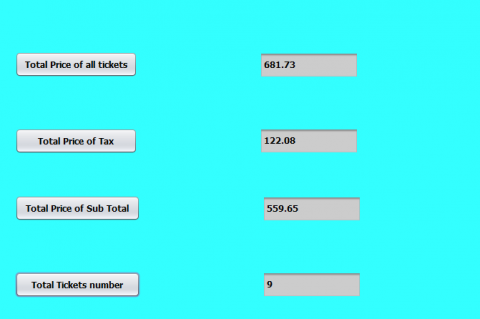 Total Price of all tickets 681.73
Total Price of Tax 122.08
Total Price of Sub Total 559.65
Total Tickets number 9